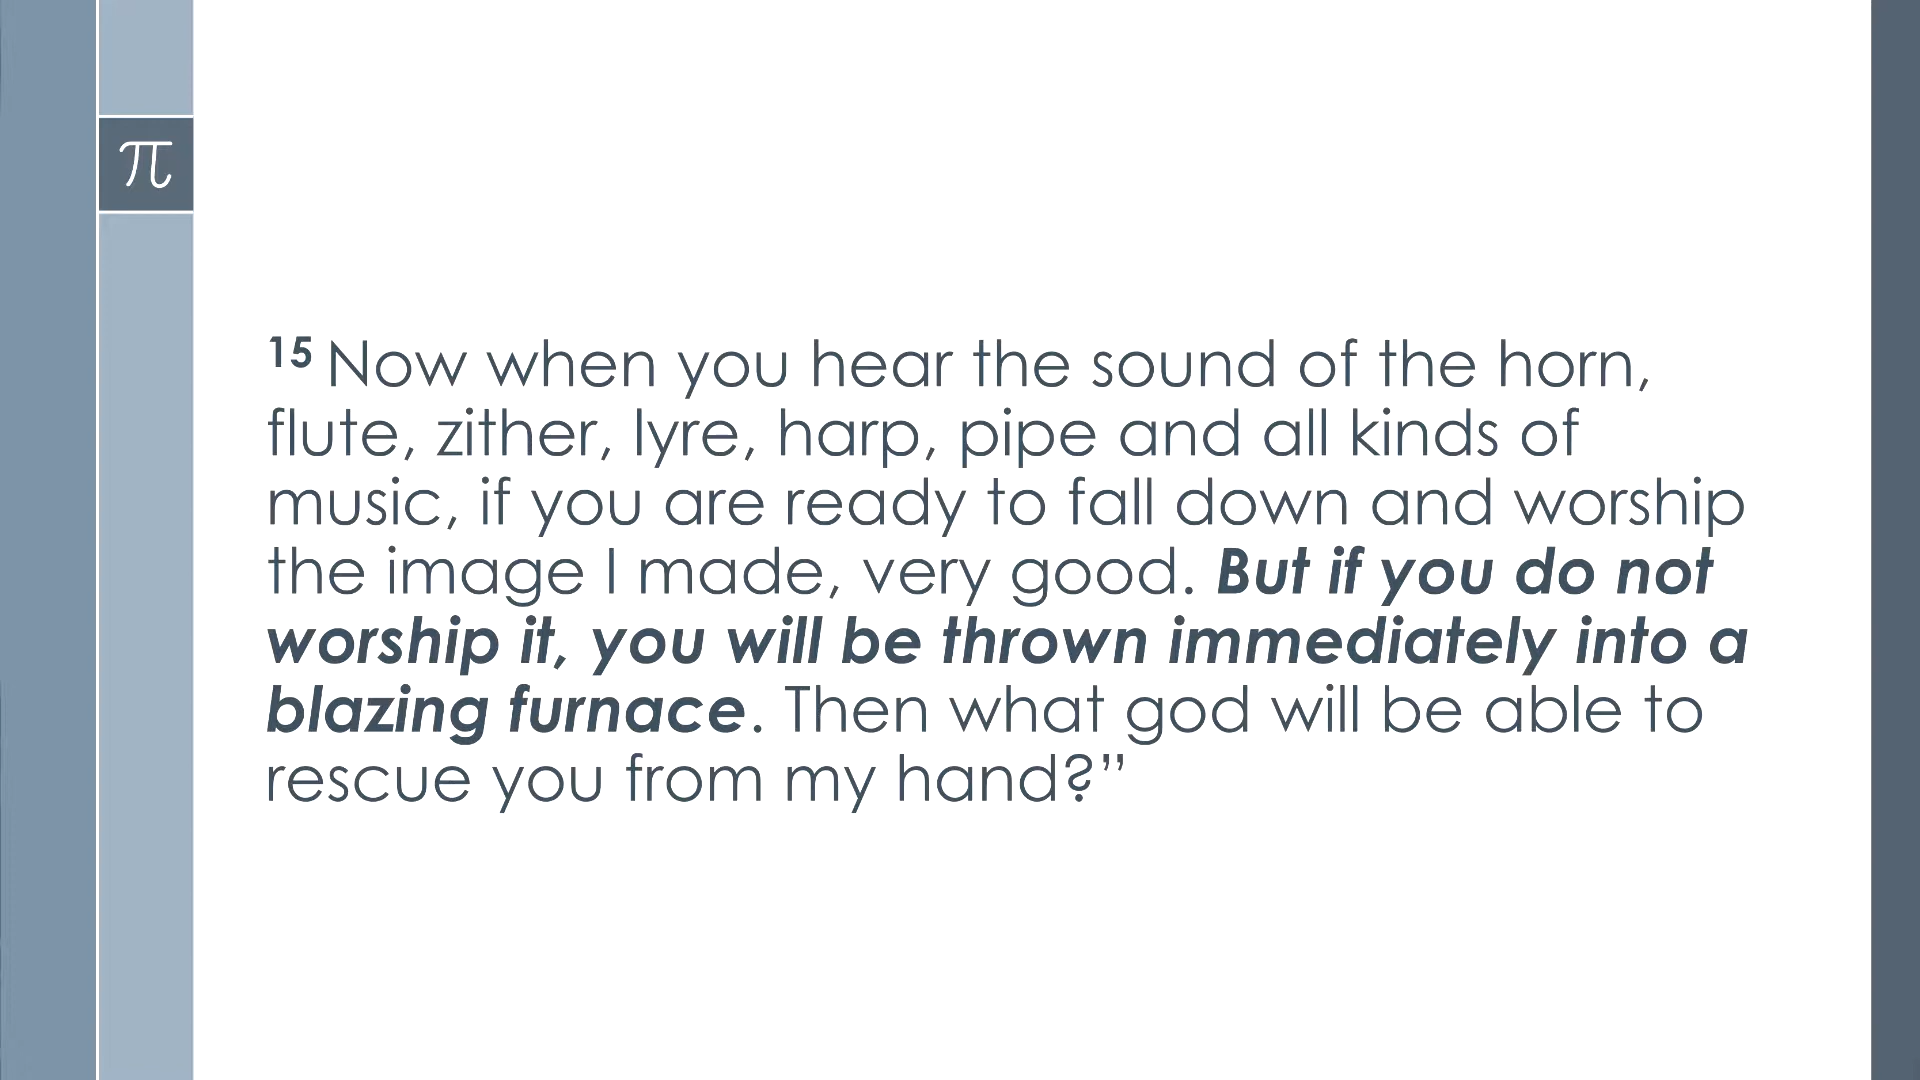 π
15 Now when you hear the sound of the horn,
flute, zither, lyre, harp, pipe and all kinds of
music, if you are ready to fall down and worship
the image I made, very good. But if you do not
worship it, you will be thrown immediately into a
blazing furnace. Then what god will be able to
rescue you from my hand?”